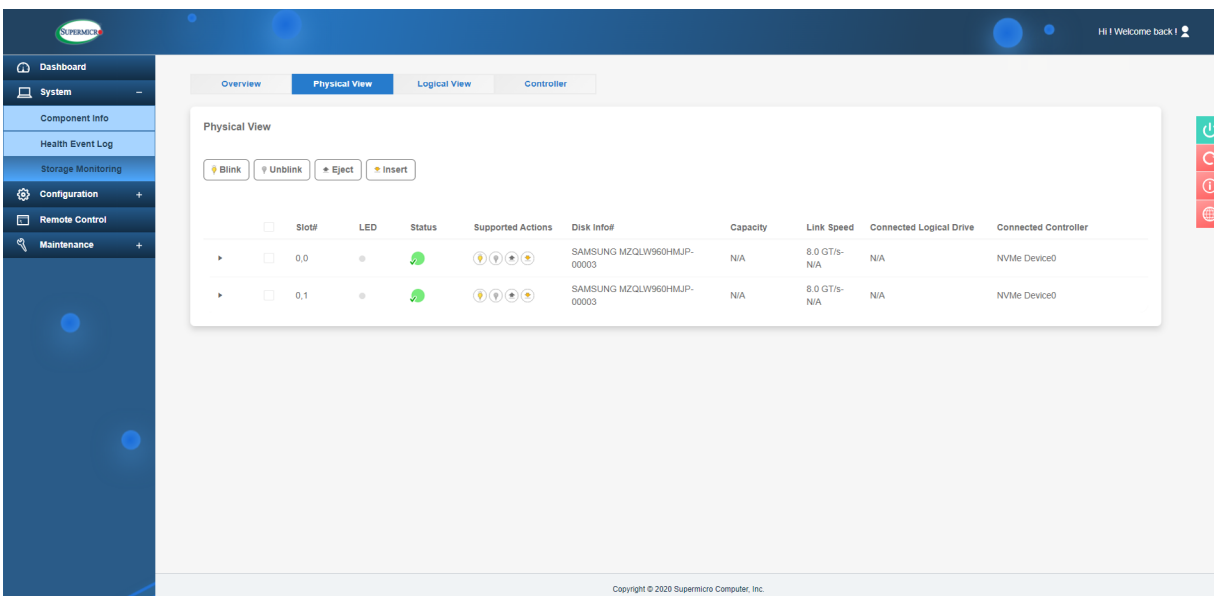 SUPERMICR
Hi ! Welcome back !
Dashboard
System −
Component Info
Health Event Log
Storage Monitoring
Configuration +
Remote Control
Maintenance +
Overview Physical View Logical View Controller
Physical View
Blink Unblink Eject Insert
Slot# LED Status Supported Actions Disk Info# Capacity Link Speed Connected Logical Drive Connected Controller
0,0 SAMSUNG MZQLW960HMJP-00003 N/A 8.0 GT/s-N/A N/A NVMe Device0
0,1 SAMSUNG MZQLW960HMJP-00003 N/A 8.0 GT/s-N/A N/A NVMe Device0
Copyright © 2020 Supermicro Computer, Inc.